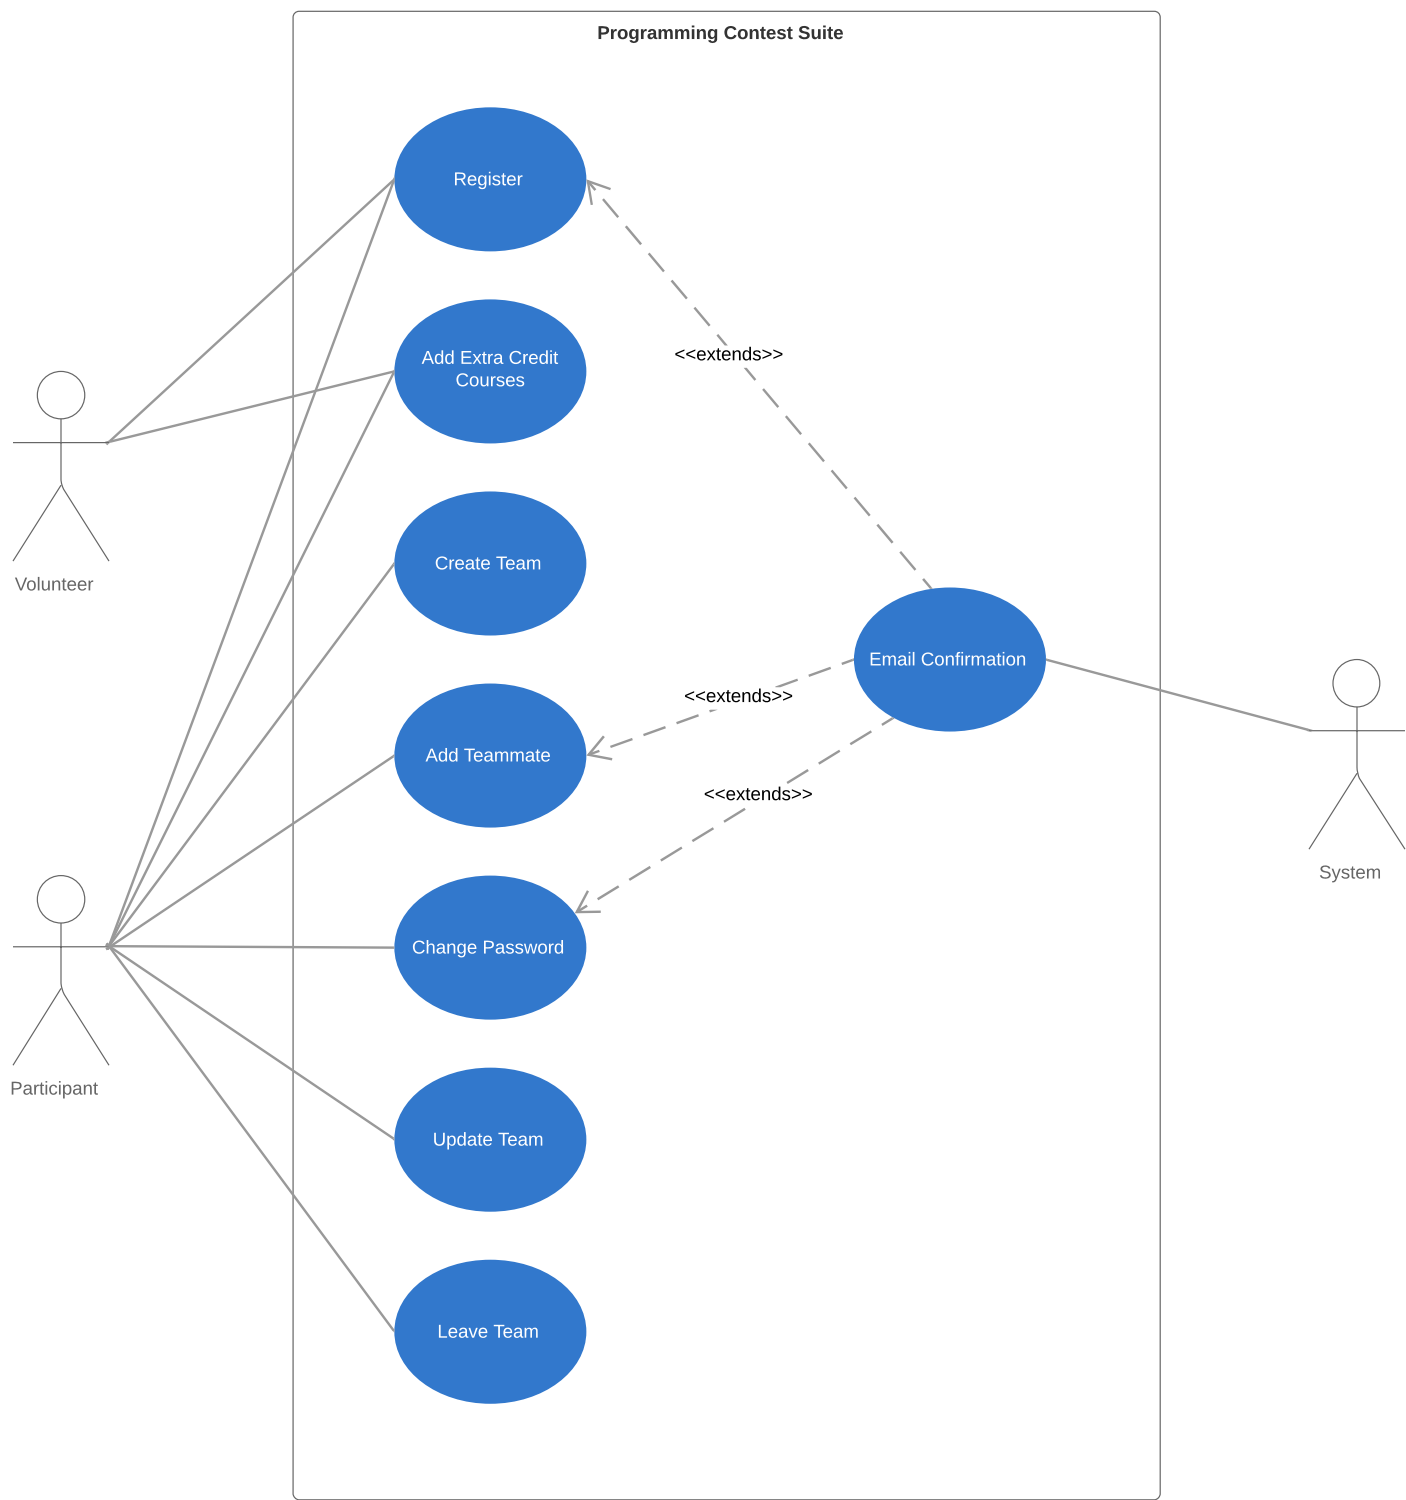 Programming Contest Suite
Register
<<extends>>
Add Extra Credit
Courses
Volunteer
Create Team
Email Confirmation
<<extends>>
Add Teammate
<<extends>>
System
Change Password
Participant
Update Team
Leave Team